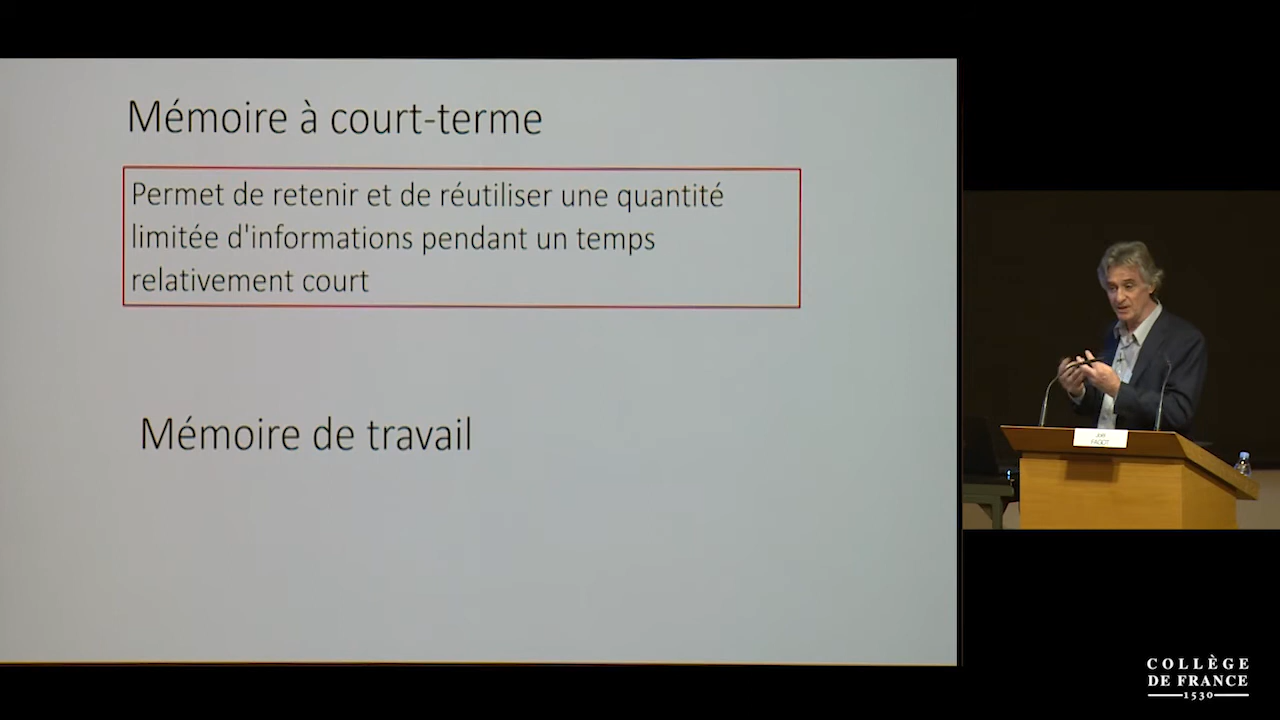 Mémoire à court-terme
Permet de retenir et de réutiliser une quantité
limitée d'informations pendant un temps
relativement court
Mémoire de travail
FAGOT
COLLÈGE
DE FRANCE
1530